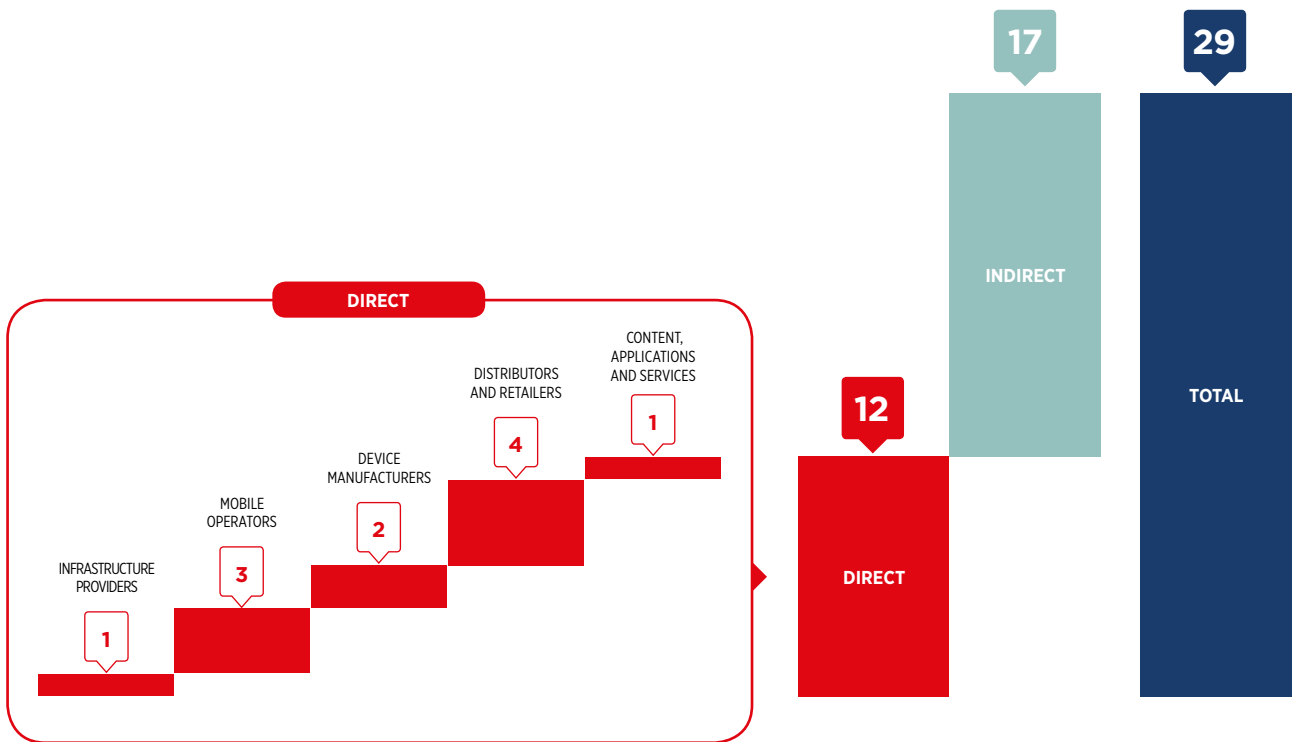 17
29
INDIRECT
TOTAL
12
DIRECT
DIRECT
CONTENT,
APPLICATIONS
AND SERVICES
1
DISTRIBUTORS
AND RETAILERS
4
DEVICE
MANUFACTURERS
2
MOBILE
OPERATORS
3
INFRASTRUCTURE
PROVIDERS
1